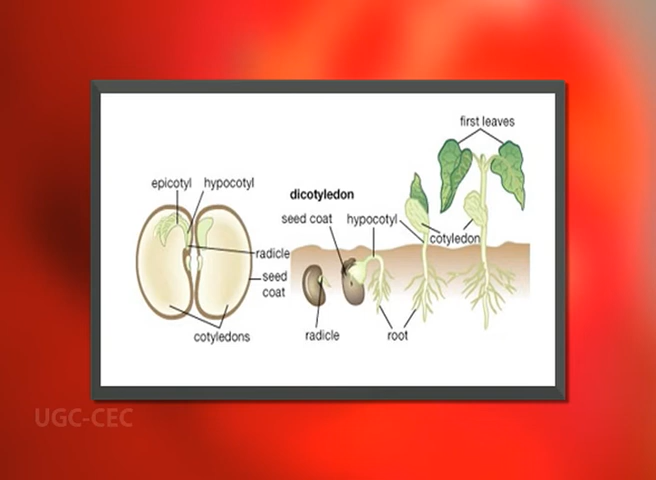 first leaves
epicotyl
hypocotyl
dicotyledon
seed coat
hypocotyl
cotyledon
radicle
seed
coat
cotyledons
radicle
root
UGC-CEC